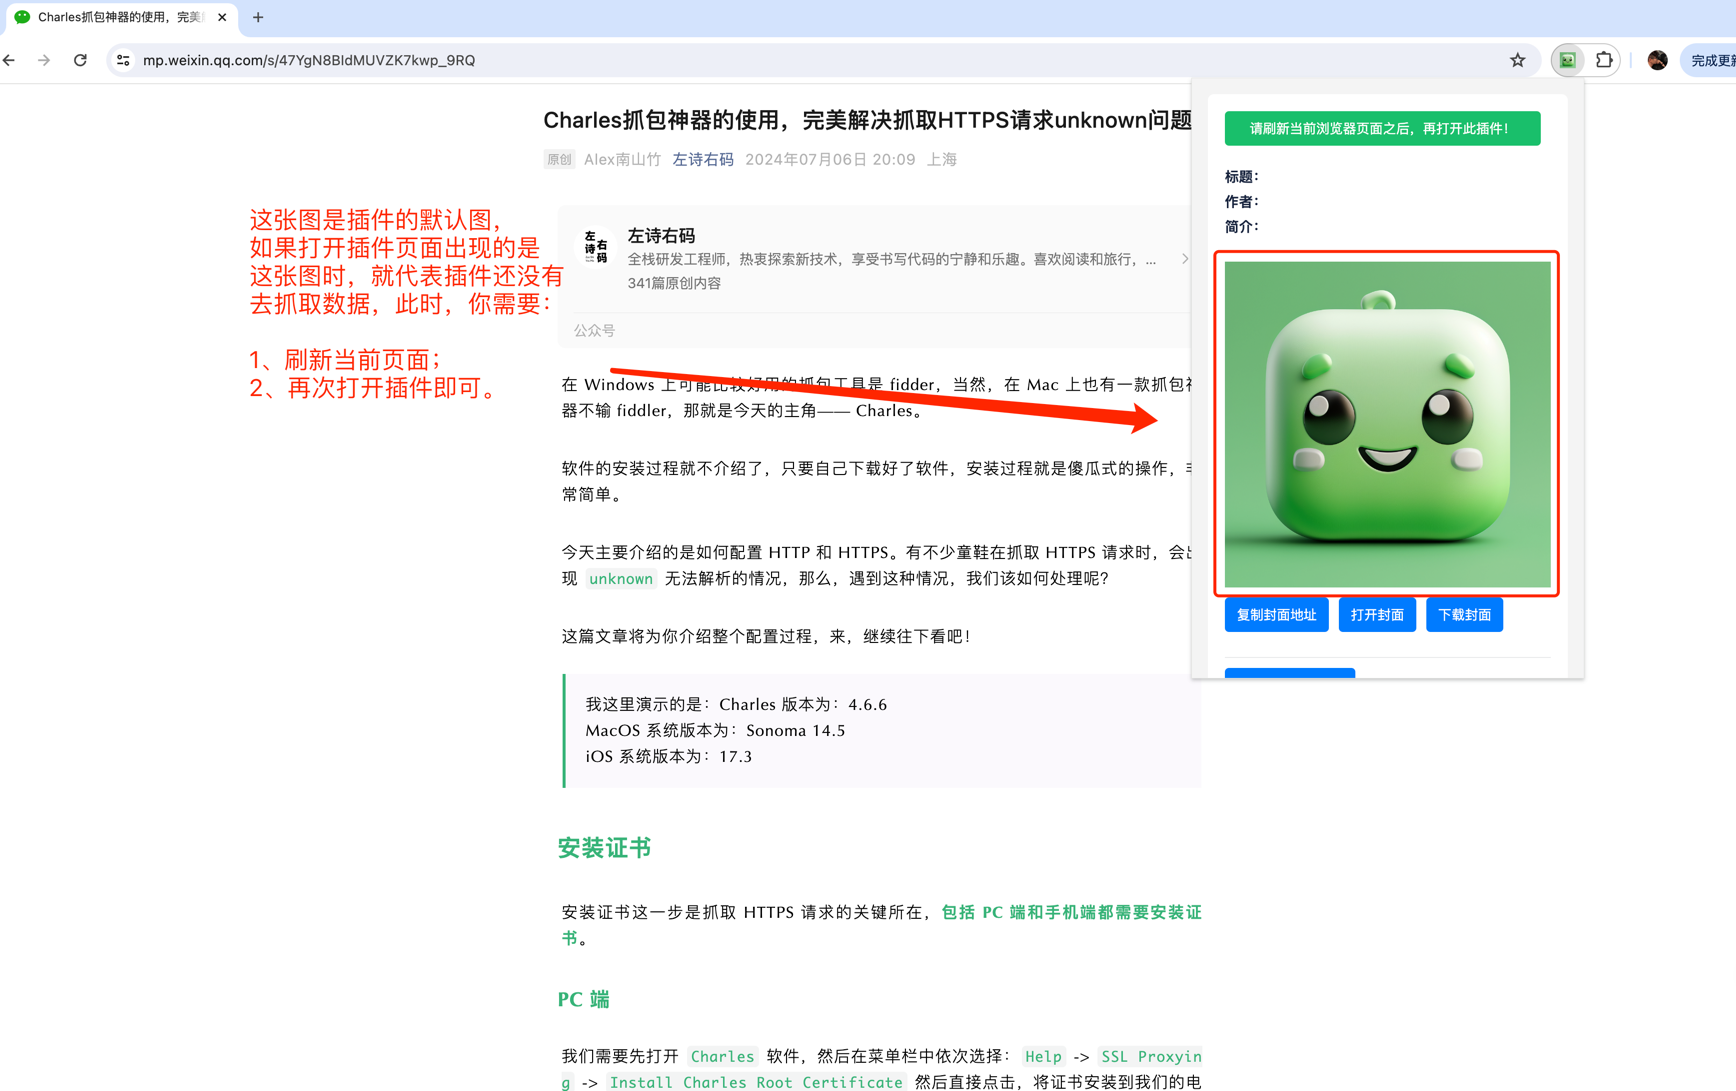 Charles抓包神器的使用，完美
mp.weixin.qq.com/s/47YgN8BldMUVZK7kwp_9RQ
完成更新
Charles抓包神器的使用，完美解决抓取HTTPS请求unknown问题
原创 Alex南山竹 左诗右码 2024年07月06日 20:09 上海
这张图是插件的默认图，
如果打开插件页面出现的是
这张图时，就代表插件还没有
去抓取数据，此时，你需要：
1、刷新当前页面；
2、再次打开插件即可。
左诗右码
左诗右码
全栈研发工程师，热衷探索新技术，享受书写代码的宁静和乐趣。喜欢阅读和旅行，...
341篇原创内容
公众号
在 Windows 上可能比较好用的抓包工具是 fidder，当然，在 Mac 上也有一款抓包神
器不输 fiddler，那就是今天的主角—— Charles。
软件的安装过程就不介绍了，只要自己下载好了软件，安装过程就是傻瓜式的操作，非
常简单。
今天主要介绍的是如何配置 HTTP 和 HTTPS。有不少童鞋在抓取 HTTPS 请求时，会出
现 unknown 无法解析的情况，那么，遇到这种情况，我们该如何处理呢？
这篇文章将为你介绍整个配置过程，来，继续往下看吧！
我这里演示的是：Charles 版本为：4.6.6
MacOS 系统版本为：Sonoma 14.5
iOS 系统版本为：17.3
安装证书
安装证书这一步是抓取 HTTPS 请求的关键所在，包括 PC 端和手机端都需要安装证
书。
PC 端
我们需要先打开 Charles 软件，然后在菜单栏中依次选择： Help -> SSL Proxyin
g -> Install Charles Root Certificate 然后直接点击，将证书安装到我们的电
请刷新当前浏览器页面之后，再打开此插件！
标题：
作者：
简介：
复制封面地址 打开封面 下载封面